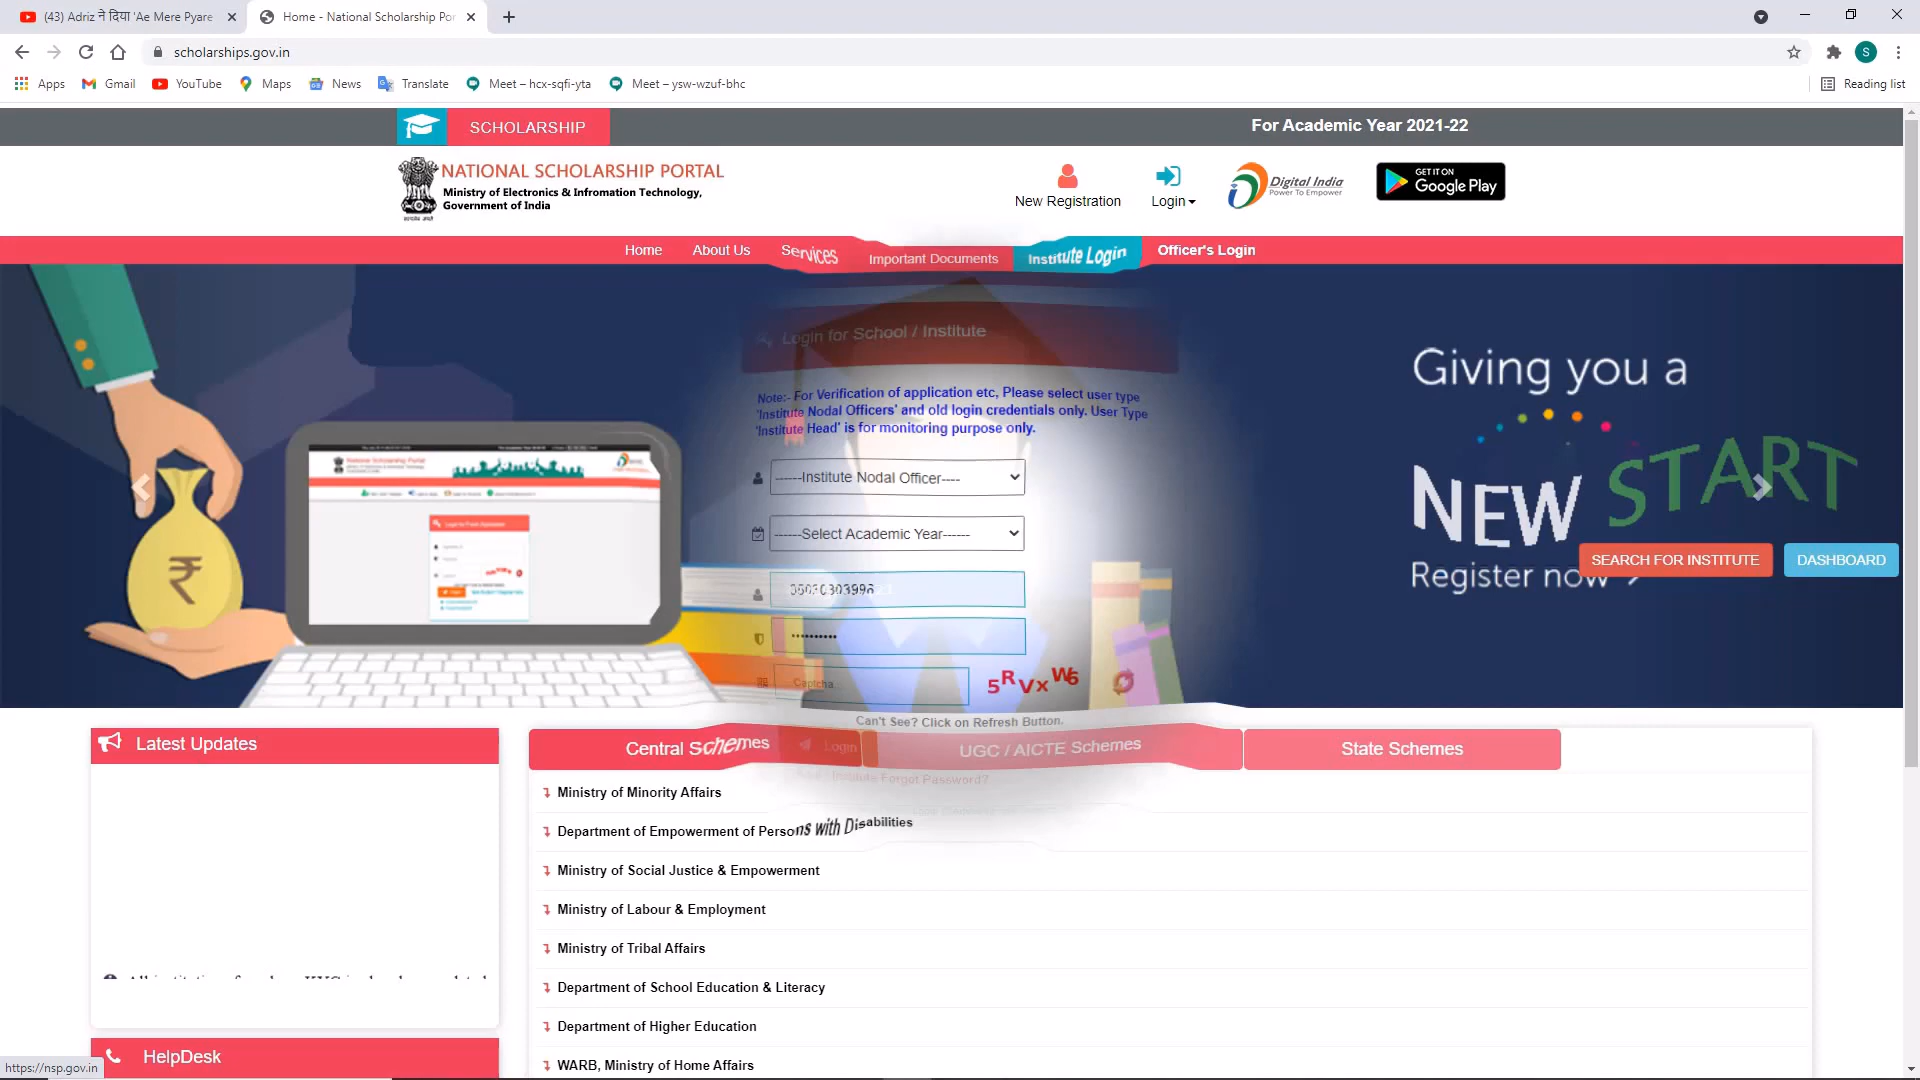 (43) Adriz ने दिया 'Ae Mere Pyare
Home - National Scholarship Por
scholarships.gov.in
S
Apps
Gmail
YouTube
Maps
News
Translate
Meet – hcx-sqfi-yta
Meet – ysw-wzuf-bhc
Reading list
SCHOLARSHIP
For Academic Year 2021-22
NATIONAL SCHOLARSHIP PORTAL
Ministry of Electronics & Infromation Technology,
Government of India
New Registration
Login
Digital India
Power To Empower
GET IT ON
Google Play
Home
About Us
Services
Important Documents
Institute Login
Officer's Login
Login for School / Institute
Note:- For Verification of application etc, Please select user type
'Institute Nodal Officers' and old login credentials only. User Type
'Institute Head' is for monitoring purpose only.
------Institute Nodal Officer----
------Select Academic Year------
Captcha
5RVxW6
Can't See? Click on Refresh Button.
Login
Institute Forgot Password?
Giving you a
NEW START
Register now
SEARCH FOR INSTITUTE
DASHBOARD
Latest Updates
Central Schemes
UGC / AICTE Schemes
State Schemes
Ministry of Minority Affairs
Department of Empowerment of Persons with Disabilities
Ministry of Social Justice & Empowerment
Ministry of Labour & Employment
Ministry of Tribal Affairs
Department of School Education & Literacy
Department of Higher Education
WARB, Ministry of Home Affairs
HelpDesk
https://nsp.gov.in